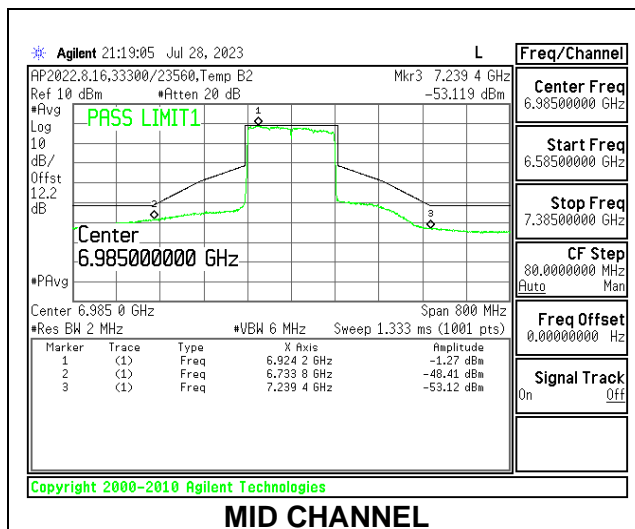 Agilent 21:19:05 Jul 28, 2023 L
AP2022.8.16,33300/23560,Temp B2 Mkr3 7.239 4 GHz
Ref 10 dBm #Atten 20 dB -53.119 dBm
#Avg
Log
10
dB/
Offst
12.2
dB
#PAvg
PASS LIMIT1
1
2
3
Center
6.985000000 GHz
Center 6.985 0 GHz Span 800 MHz
#Res BW 2 MHz #VBW 6 MHz Sweep 1.333 ms (1001 pts)
Marker Trace Type X Axis Amplitude
1 (1) Freq 6.924 2 GHz -1.27 dBm
2 (1) Freq 6.733 8 GHz -48.41 dBm
3 (1) Freq 7.239 4 GHz -53.12 dBm
Freq/Channel
Center Freq
6.98500000 GHz
Start Freq
6.58500000 GHz
Stop Freq
7.38500000 GHz
CF Step
80.0000000 MHz
Auto Man
Freq Offset
0.00000000 Hz
Signal Track
On Off
Copyright 2000-2010 Agilent Technologies
MID CHANNEL